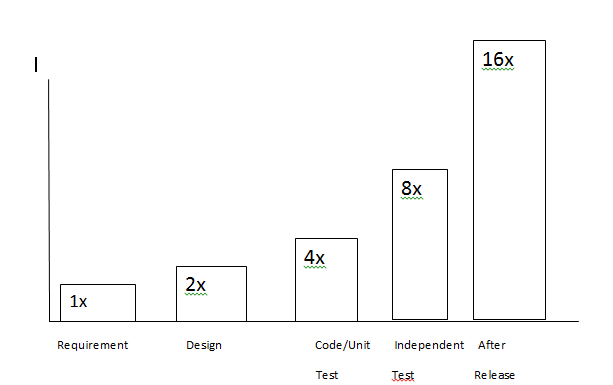 16x
8x
4x
2x
1x
Requirement Design Code/Unit Independent After
Test Test Release